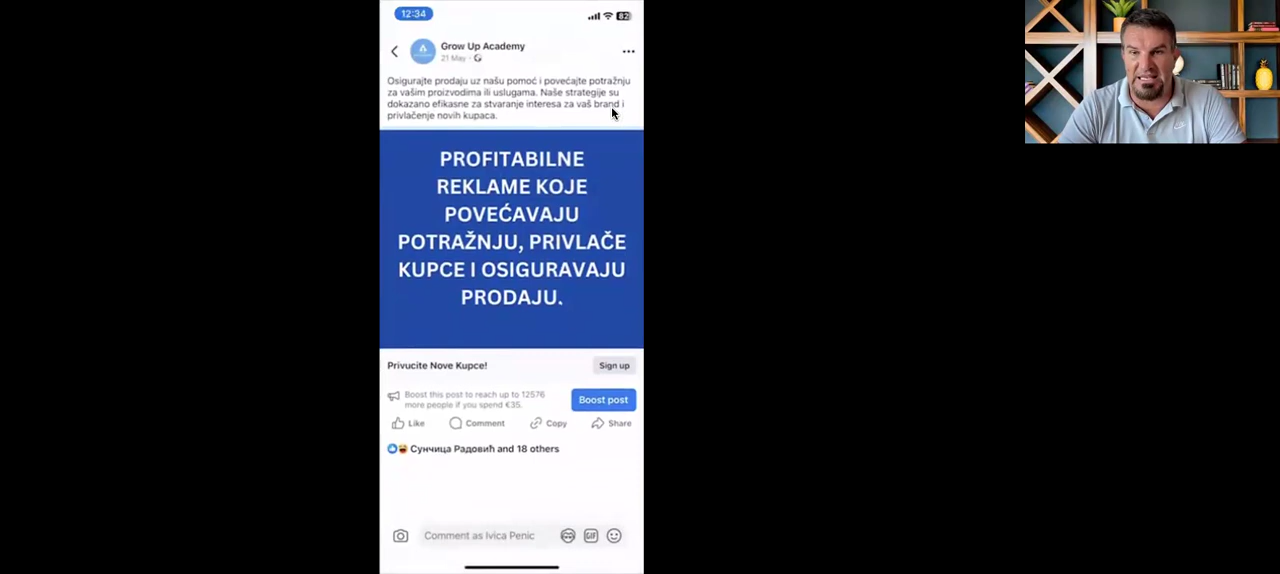 12:34
82
Grow Up Academy
21 May ·
Osigurajte prodaju uz našu pomoć i povećajte potražnju
za vašim proizvodima ili uslugama. Naše strategije su
dokazano efikasne za stvaranje interesa za vaš brand i
privlačenje novih kupaca.
PROFITABILNE
REKLAME KOJE
POVEĆAVAJU
POTRAŽNJU, PRIVLAČE
KUPCE I OSIGURAVAJU
PRODAJU.
Privucite Nove Kupce!
Sign up
Boost this post to reach up to 12576
more people if you spend €35.
Boost post
Like Comment Copy Share
Сунчица Радовић and 18 others
Comment as Ivica Penic
GIF